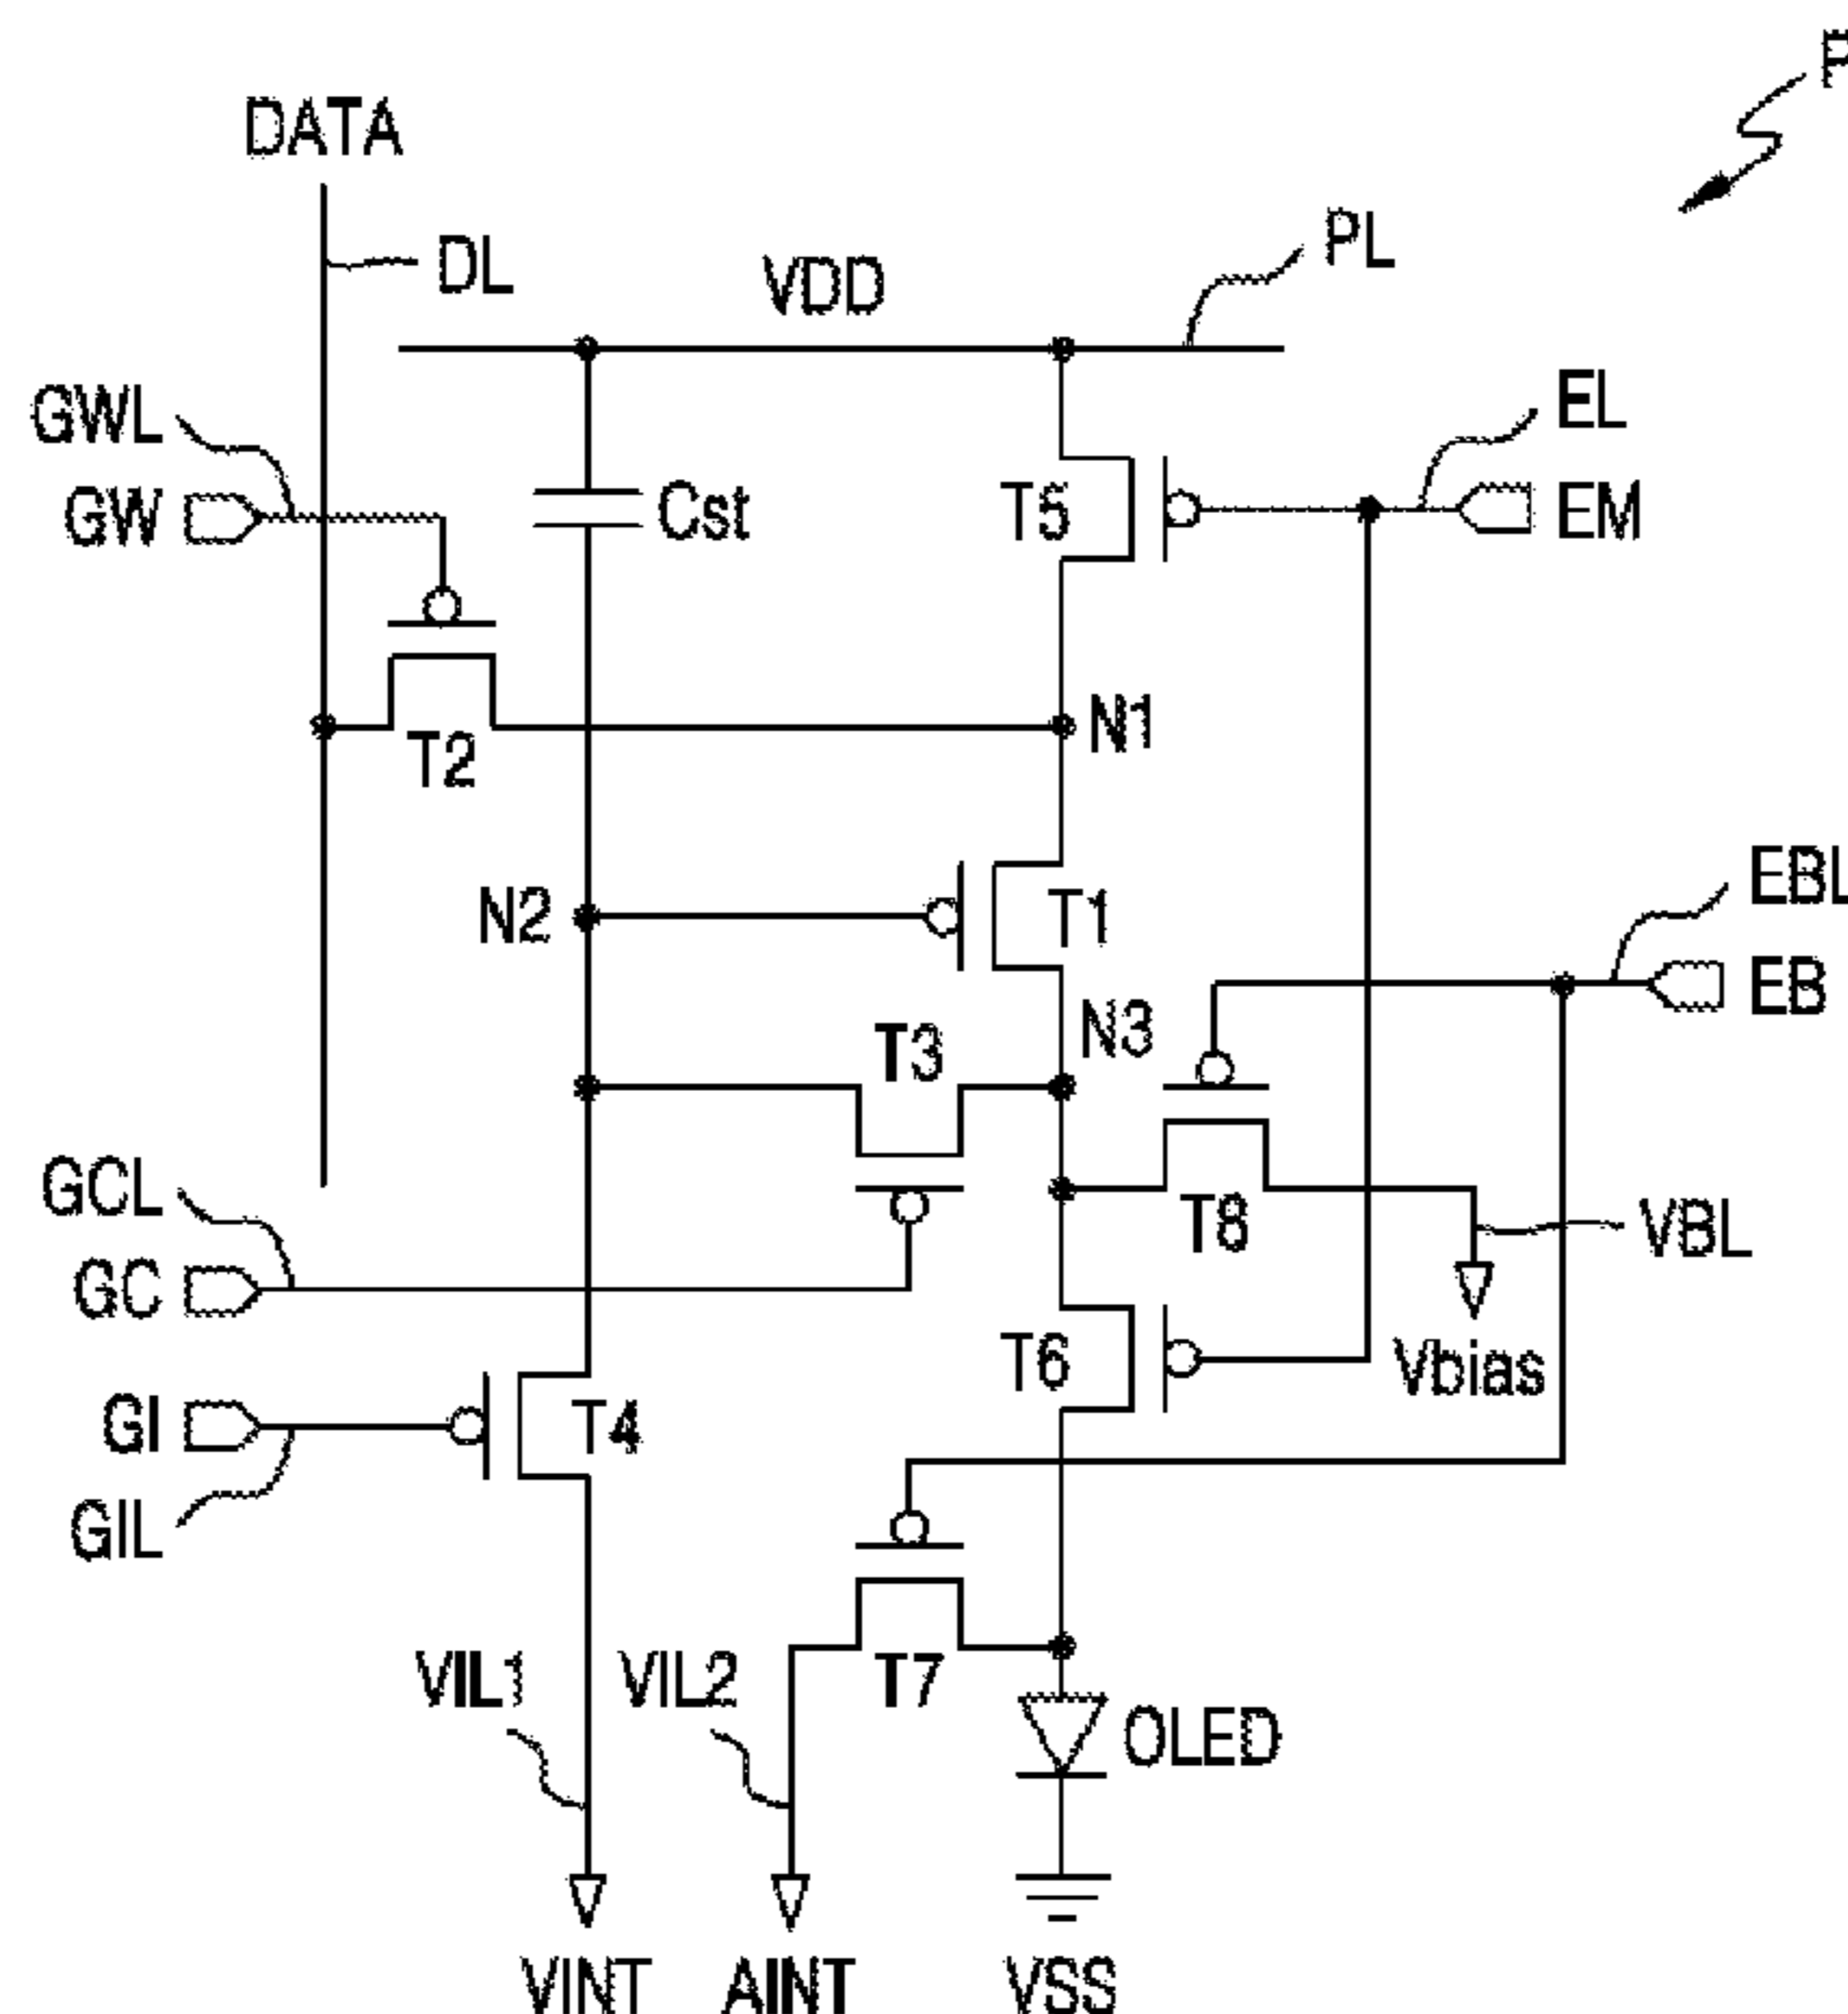 P
DATA
DL
VDD
PL
GWL
EL
GW
Cst
T5
EM
T2
N1
N2
T1
EBL
EB
T3
N3
GCL
T8
VBL
GC
T6
Vbias
GI
T4
GIL
VIL1
VIL2
T7
OLED
VINT
AINT
VSS